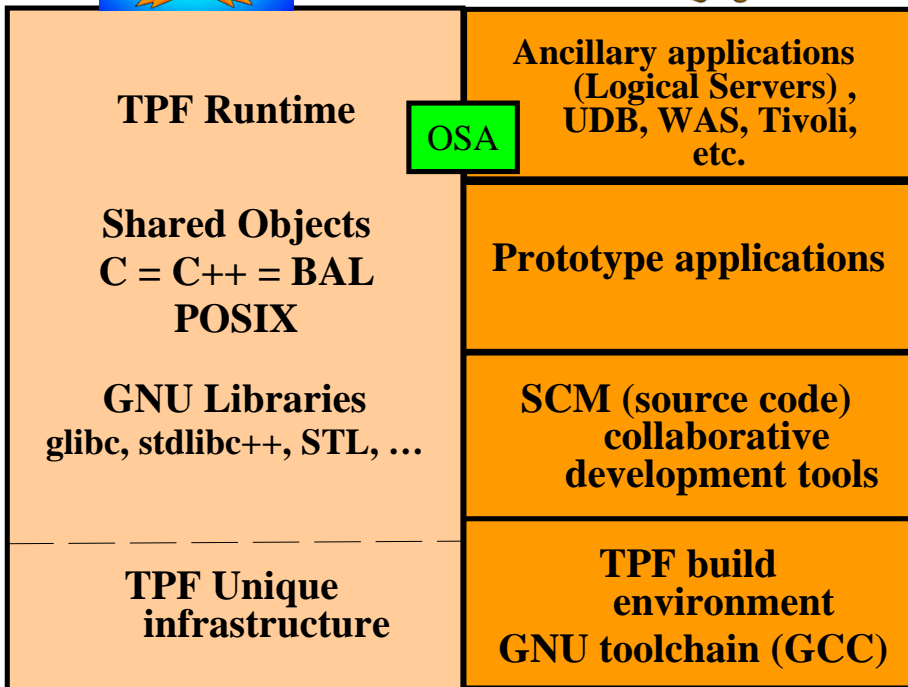 TPF Runtime
Shared Objects
C = C++ = BAL
POSIX
GNU Libraries
glibc, stdlibc++, STL, …
TPF Unique
infrastructure
OSA
Ancillary applications
(Logical Servers) ,
UDB, WAS, Tivoli,
etc.
Prototype applications
SCM (source code)
collaborative
development tools
TPF build
environment
GNU toolchain (GCC)